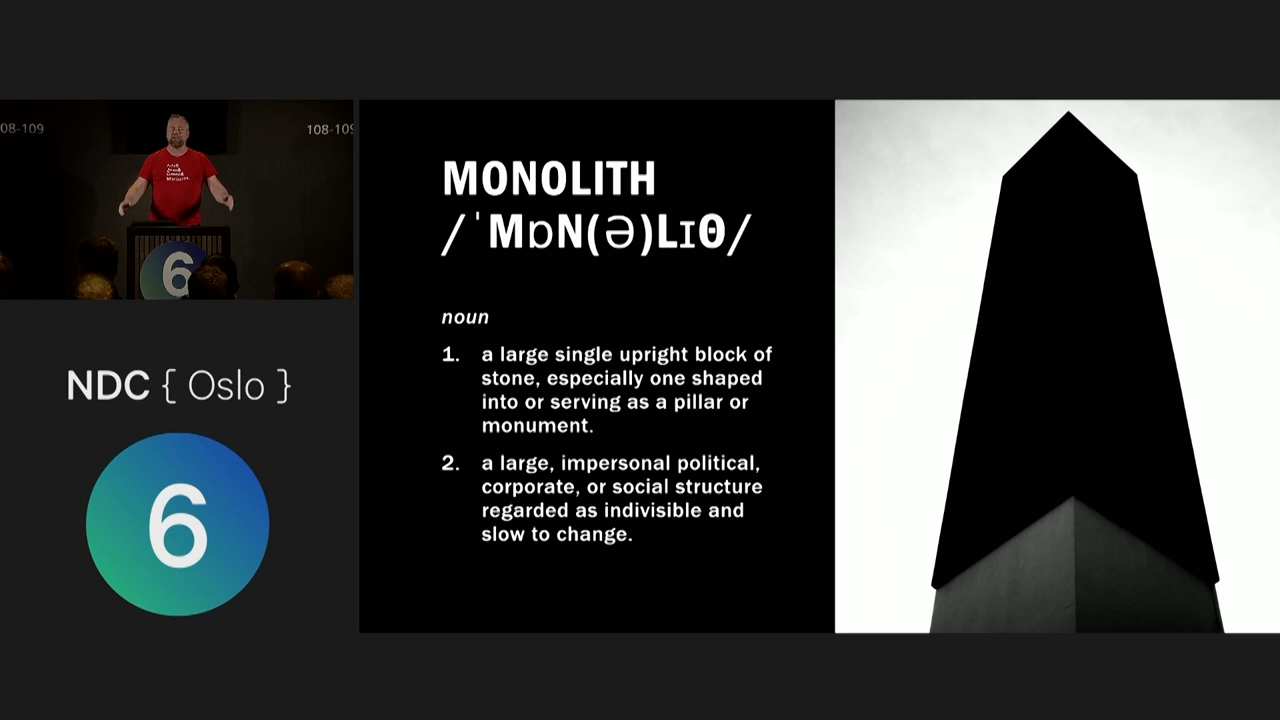 08-109
108-109
MONOLITH
/ˈMɒN(Ə)LɪΘ/
noun
1. a large single upright block of
stone, especially one shaped
into or serving as a pillar or
monument.
2. a large, impersonal political,
corporate, or social structure
regarded as indivisible and
slow to change.
6
NDC { Oslo }
6